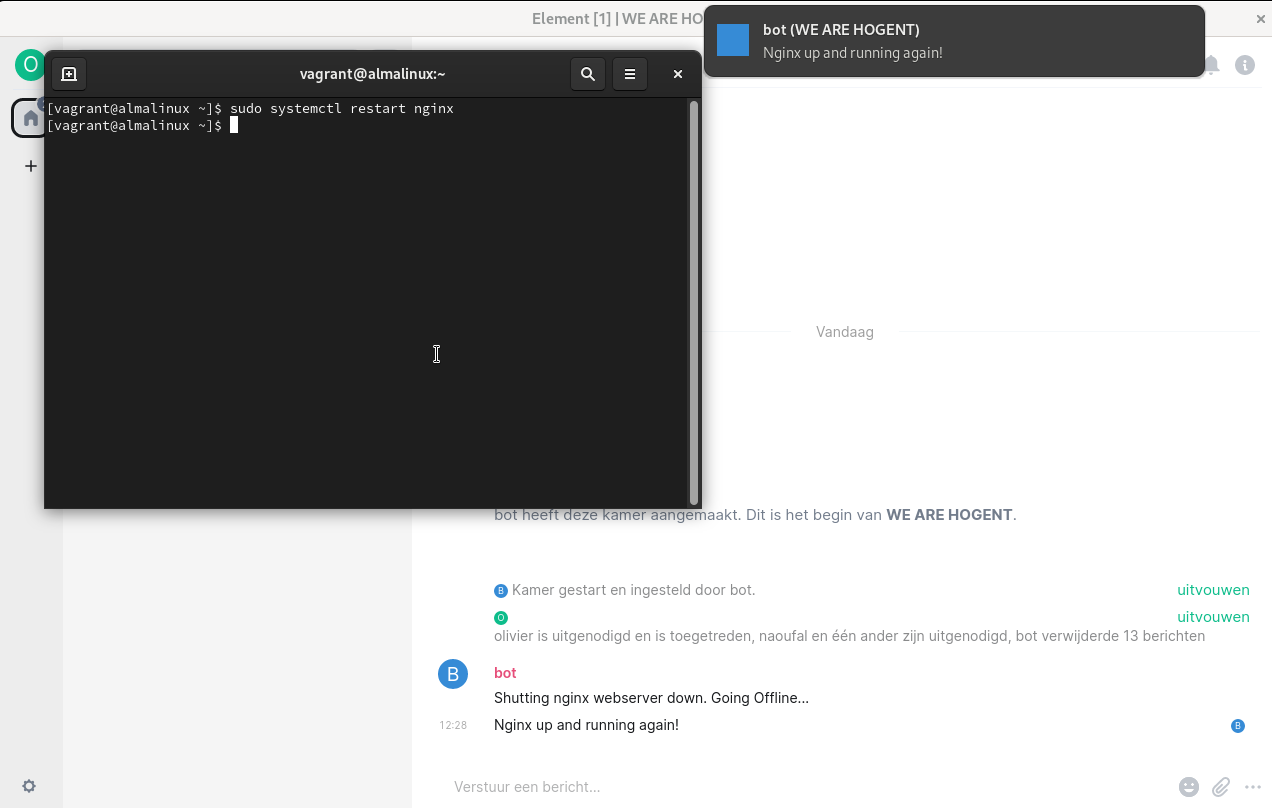 Element [1] | WE ARE HO
bot (WE ARE HOGENT)
Nginx up and running again!
O
vagrant@almalinux:~
[vagrant@almalinux ~]$ sudo systemctl restart nginx
[vagrant@almalinux ~]$
Vandaag
bot heeft deze kamer aangemaakt. Dit is het begin van WE ARE HOGENT.
B Kamer gestart en ingesteld door bot. uitvouwen
O uitvouwen
olivier is uitgenodigd en is toegetreden, naoufal en één ander zijn uitgenodigd, bot verwijderde 13 berichten
B bot
Shutting nginx webserver down. Going Offline...
12:28 Nginx up and running again! B
Verstuur een bericht...